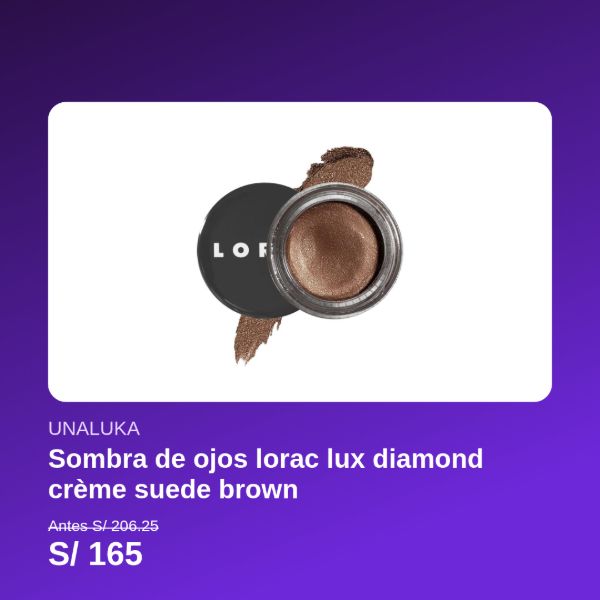 LOR
UNALUKA
Sombra de ojos lorac lux diamond
crème suede brown
Antes S/ 206.25
S/ 165